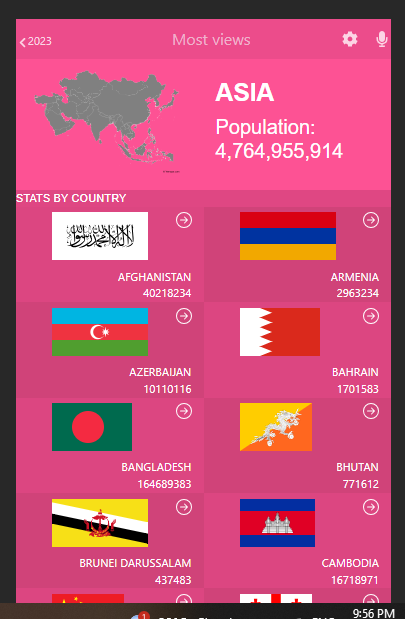 2023
Most views
ASIA
Population:
4,764,955,914
STATS BY COUNTRY
AFGHANISTAN
40218234
ARMENIA
2963234
AZERBAIJAN
10110116
BAHRAIN
1701583
BANGLADESH
164689383
BHUTAN
771612
BRUNEI DARUSSALAM
437483
CAMBODIA
16718971
1
9:56 PM